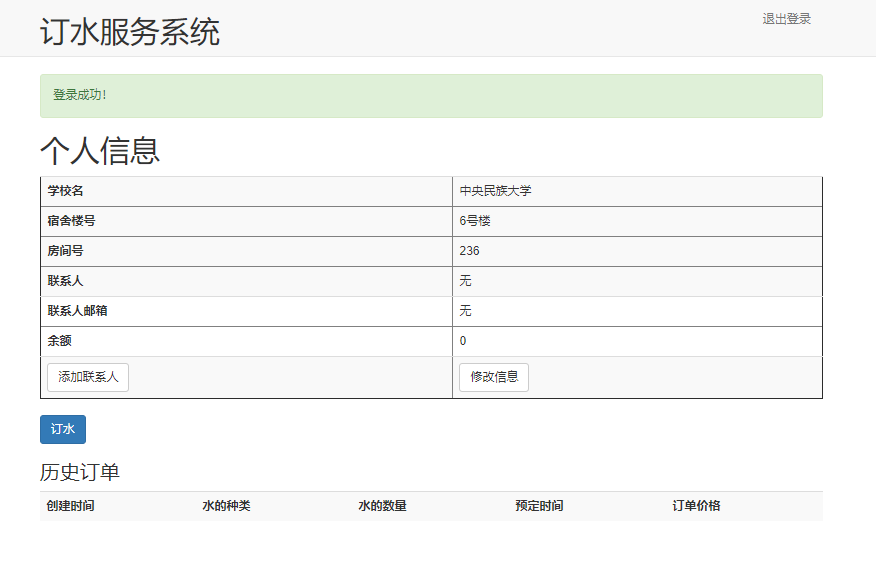 订水服务系统
退出登录
登录成功!
个人信息
学校名 中央民族大学
宿舍楼号 6号楼
房间号 236
联系人 无
联系人邮箱 无
余额 0
添加联系人 修改信息
订水
历史订单
创建时间 水的种类 水的数量 预定时间 订单价格